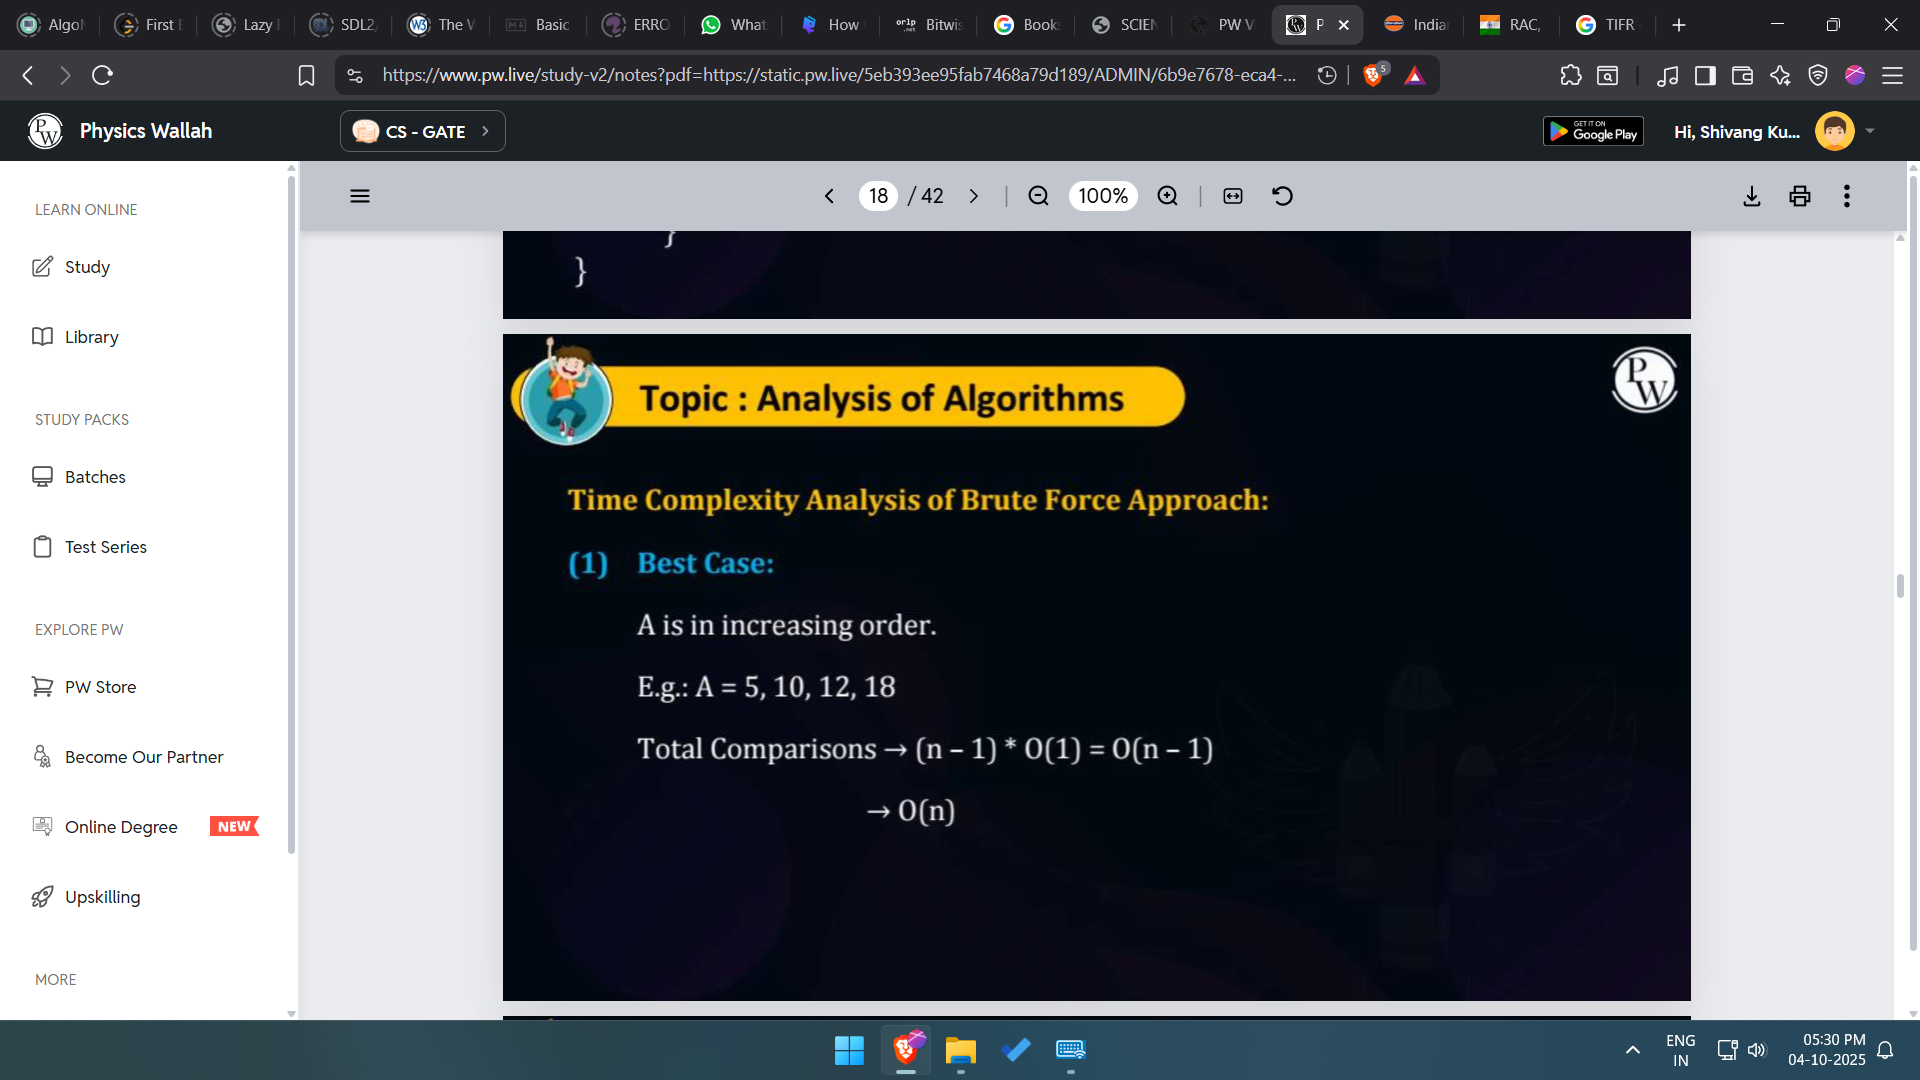 Algo
First
Lazy
SDL2
The
Basic
ERRO
What
How
Bitwis
Book
SCIEN
PW V
P
India
RAC,
TIFR
https://www.pw.live/study-v2/notes?pdf=https://static.pw.live/5eb393ee95fab7468a79d189/ADMIN/6b9e7678-eca4-...
5
PW
Physics Wallah
CS - GATE
GET IT ON
Google Play
Hi, Shivang Ku...
18 / 42
100%
LEARN ONLINE
Study
Library
STUDY PACKS
Batches
Test Series
EXPLORE PW
PW Store
Become Our Partner
Online Degree NEW
Upskilling
MORE
}
}
Topic : Analysis of Algorithms
PW
Time Complexity Analysis of Brute Force Approach:
(1) Best Case:
A is in increasing order.
E.g.: A = 5, 10, 12, 18
Total Comparisons → (n – 1) * O(1) = O(n – 1)
→ O(n)
ENG
IN
05:30 PM
04-10-2025